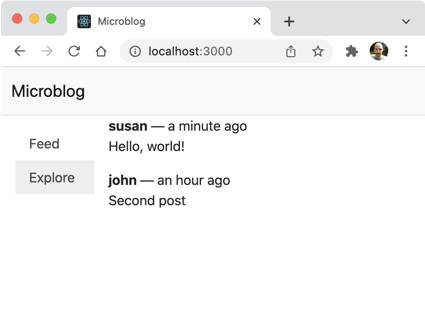 Microblog
localhost:3000
Microblog
Feed
Explore
susan — a minute ago
Hello, world!
john — an hour ago
Second post